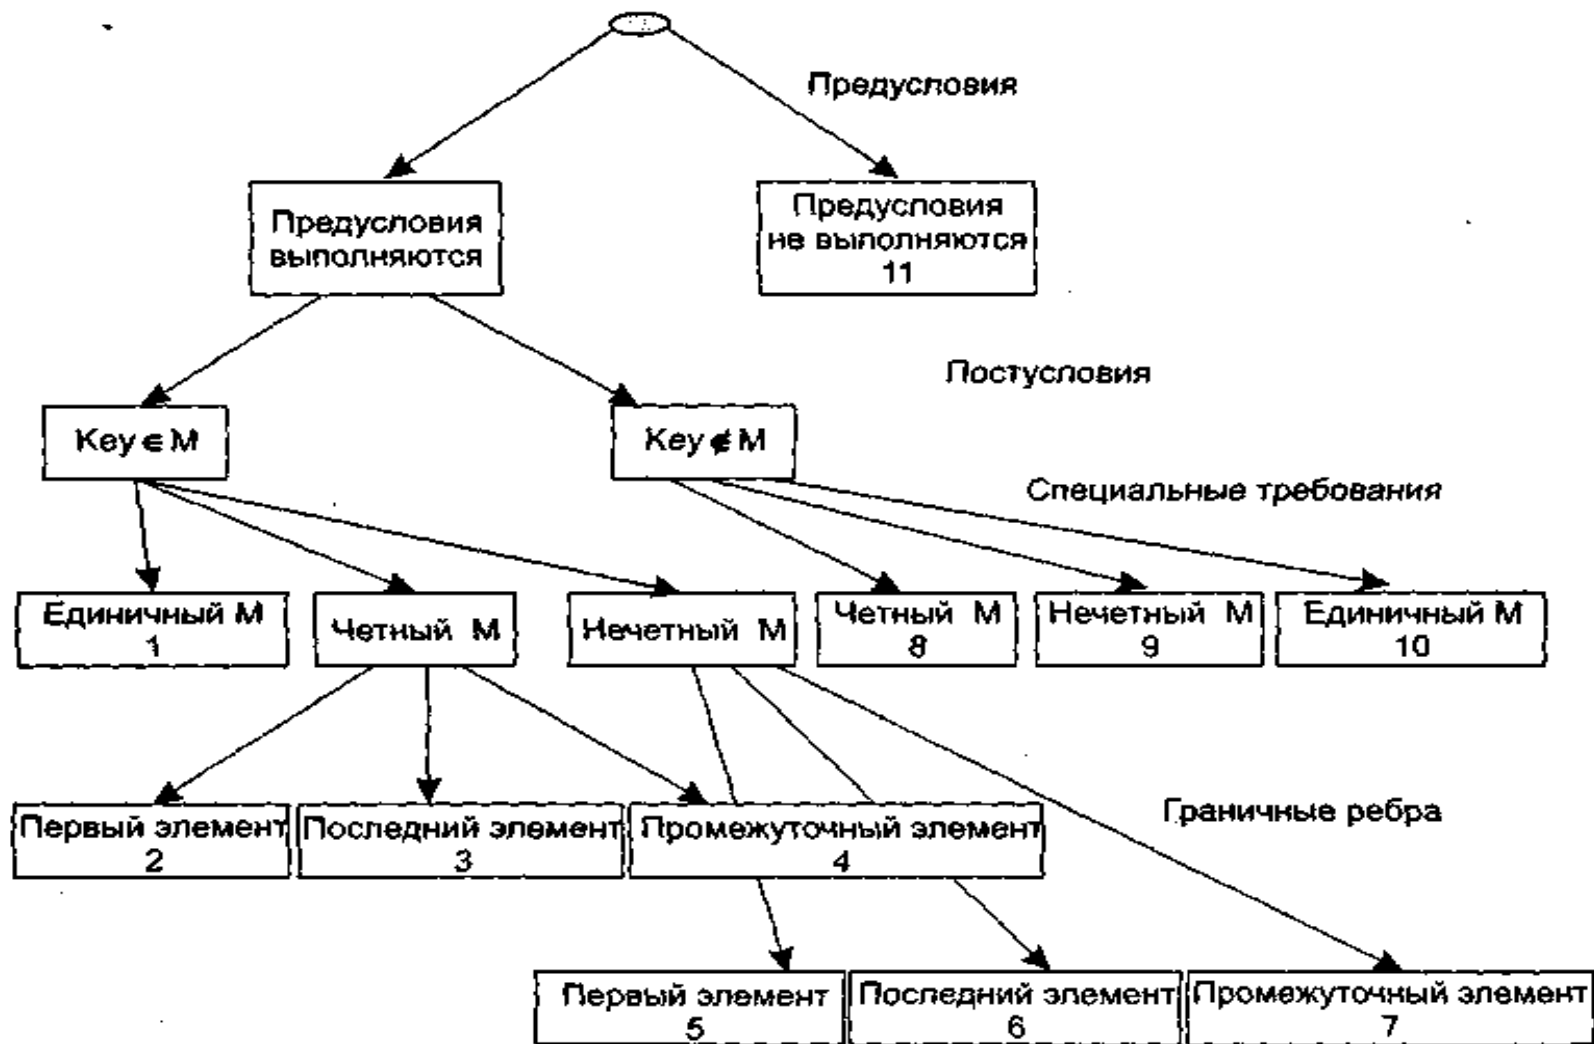 Предусловия
Предусловия
выполняются
Предусловия
не выполняются
11
Постусловия
Key ∈ M
Key ∉ M
Специальные требования
Единичный М
1
Четный М
Нечетный М
Четный М
8
Нечетный М
9
Единичный М
10
Граничные ребра
Первый элемент
2
Последний элемент
3
Промежуточный элемент
4
Первый элемент
5
Последний элемент
6
Промежуточный элемент
7